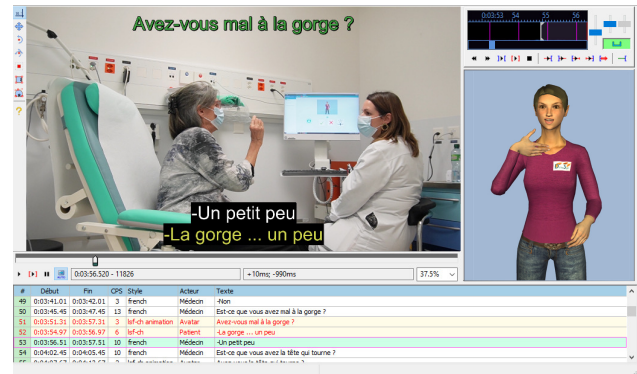 Avez-vous mal à la gorge ?
-Un petit peu
-La gorge ... un peu
0:03:53 54 55 56
0:03:56.520 - 11826
+10ms; -990ms
37.5%
# Début Fin CPS Style Acteur Texte
49 0:03:41.01 0:03:42.01 3 french Médecin -Non
50 0:03:45.45 0:03:47.45 13 french Médecin Est-ce que vous avez mal à la gorge ?
51 0:03:51.31 0:03:57.31 3 lsf-ch animation Avatar Avez-vous mal à la gorge ?
52 0:03:54.97 0:03:56.97 6 lsf-ch Patient -La gorge ... un peu
53 0:03:56.51 0:03:57.51 10 french Médecin -Un petit peu
54 0:04:02.45 0:04:05.45 10 french Médecin Est-ce que vous avez la tête qui tourne ?